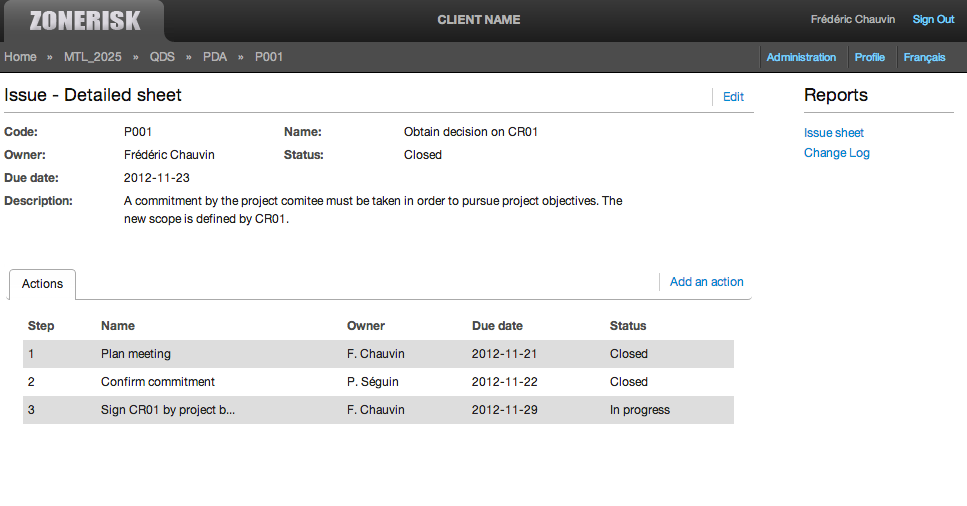 ZONERISK CLIENT NAME Frédéric Chauvin Sign Out
Home » MTL_2025 » QDS » PDA » P001 Administration Profile Français
Issue - Detailed sheet Edit
Reports
Code: P001 Name: Obtain decision on CR01
Issue sheet
Owner: Frédéric Chauvin Status: Closed
Change Log
Due date: 2012-11-23
Description: A commitment by the project comitee must be taken in order to pursue project objectives. The
new scope is defined by CR01.
Actions Add an action
Step Name Owner Due date Status
1 Plan meeting F. Chauvin 2012-11-21 Closed
2 Confirm commitment P. Séguin 2012-11-22 Closed
3 Sign CR01 by project b... F. Chauvin 2012-11-29 In progress